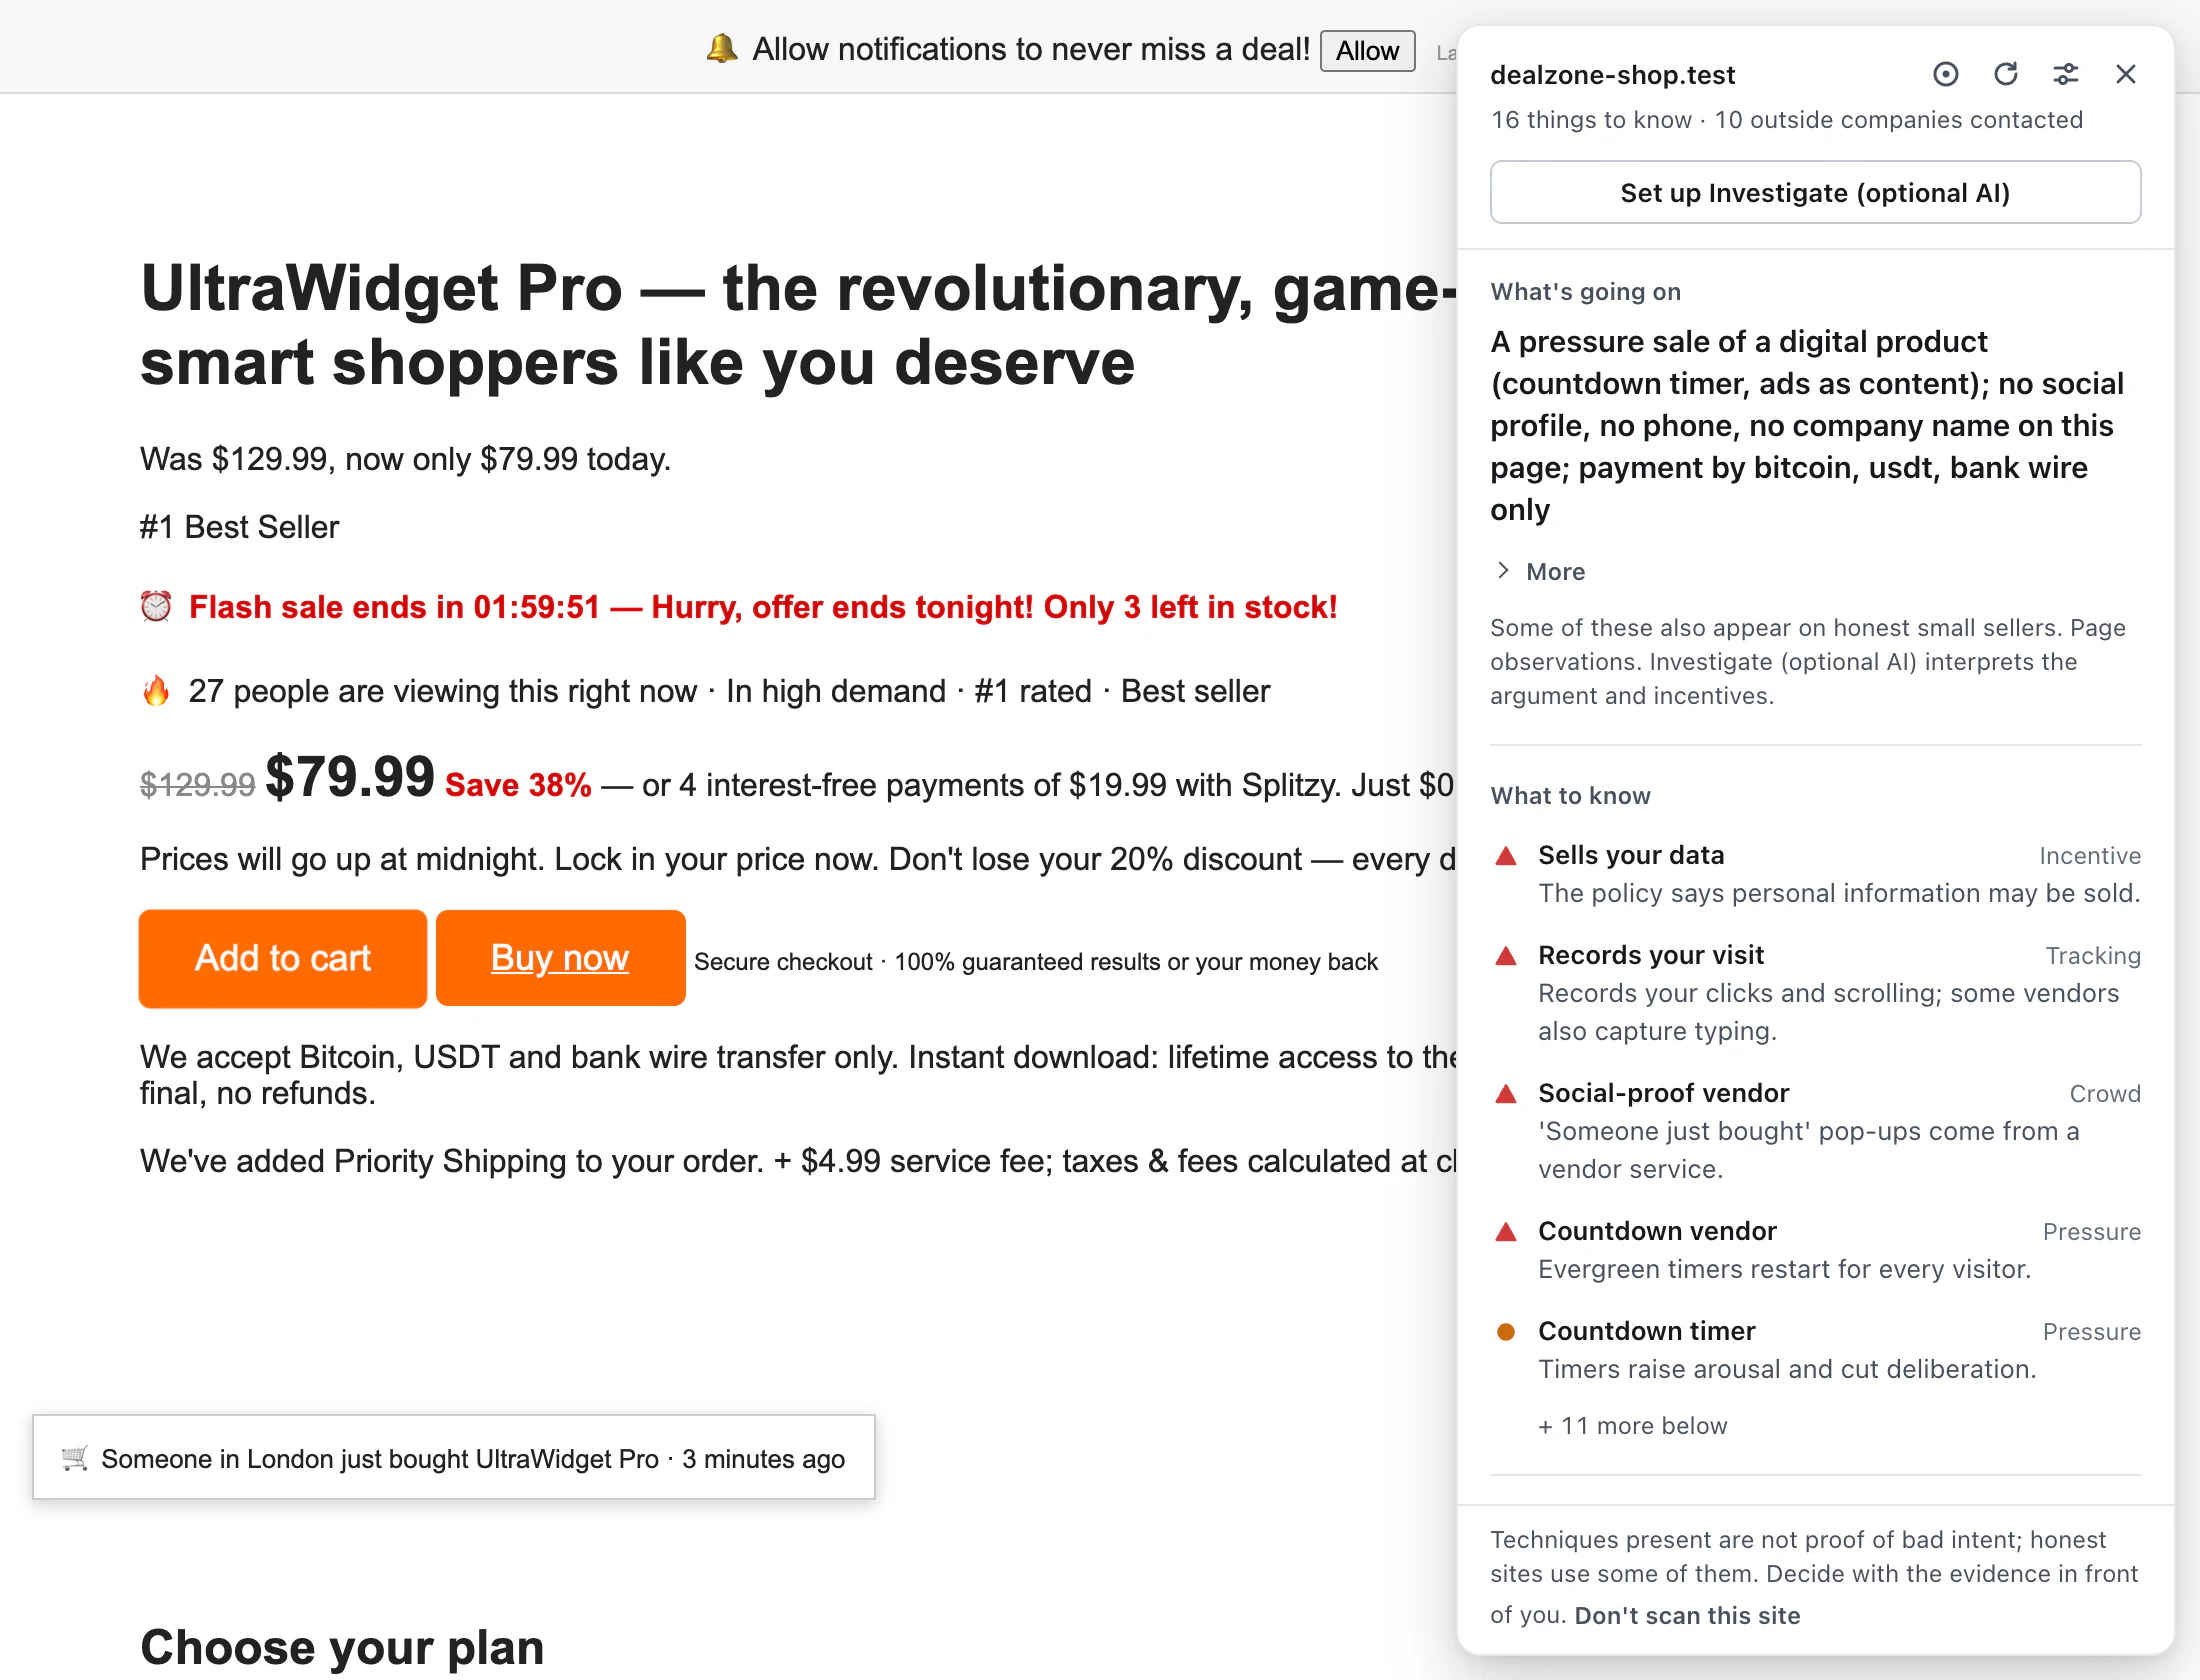 🔔 Allow notifications to never miss a deal! Allow
UltraWidget Pro — the revolutionary, game-
smart shoppers like you deserve
Was $129.99, now only $79.99 today.
#1 Best Seller
⏰ Flash sale ends in 01:59:51 — Hurry, offer ends tonight! Only 3 left in stock!
🔥 27 people are viewing this right now · In high demand · #1 rated · Best seller
$129.99 $79.99 Save 38% — or 4 interest-free payments of $19.99 with Splitzy. Just $0
Prices will go up at midnight. Lock in your price now. Don't lose your 20% discount — every
Add to cart
Buy now
Secure checkout · 100% guaranteed results or your money back
We accept Bitcoin, USDT and bank wire transfer only. Instant download: lifetime access to the
final, no refunds.
We've added Priority Shipping to your order. + $4.99 service fee; taxes & fees calculated at
🛒 Someone in London just bought UltraWidget Pro · 3 minutes ago
Choose your plan
dealzone-shop.test
16 things to know · 10 outside companies contacted
Set up Investigate (optional AI)
What's going on
A pressure sale of a digital product
(countdown timer, ads as content); no social
profile, no phone, no company name on this
page; payment by bitcoin, usdt, bank wire
only
More
Some of these also appear on honest small sellers. Page
observations. Investigate (optional AI) interprets the
argument and incentives.
What to know
Sells your data Incentive
The policy says personal information may be sold.
Records your visit Tracking
Records your clicks and scrolling; some vendors
also capture typing.
Social-proof vendor Crowd
'Someone just bought' pop-ups come from a
vendor service.
Countdown vendor Pressure
Evergreen timers restart for every visitor.
Countdown timer Pressure
Timers raise arousal and cut deliberation.
+ 11 more below
Techniques present are not proof of bad intent; honest
sites use some of them. Decide with the evidence in front
of you. Don't scan this site